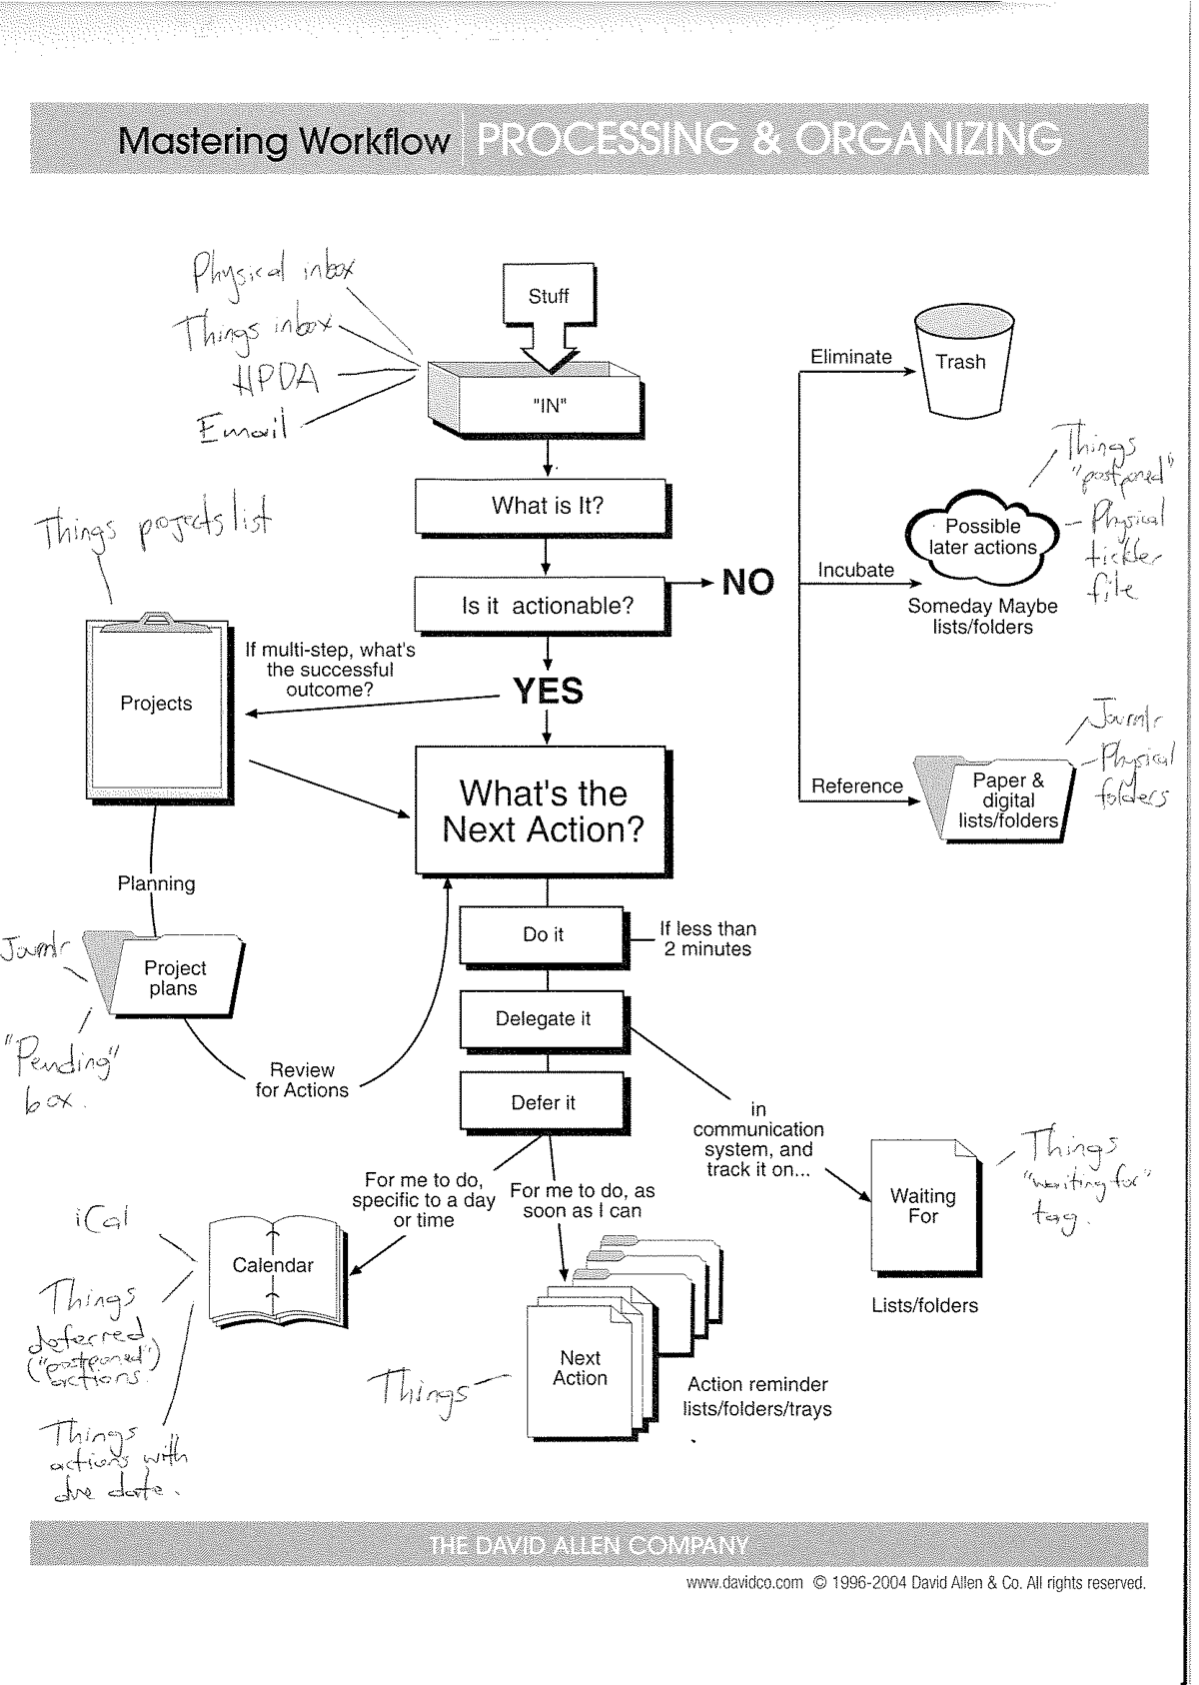 Mastering Workflow PROCESSING & ORGANIZING
Physical inbox
Things inbox
HPDA
Email
Stuff
"IN"
What is It?
Is it actionable?
NO
YES
Eliminate
Trash
Things
"postponed"
Physical
tickler
file
Incubate
Possible
later actions
Someday Maybe
lists/folders
Journlr
Physical
folders
Reference
Paper &
digital
lists/folders
Things projects list
If multi-step, what's
the successful
outcome?
Projects
What's the
Next Action?
Planning
Journlr
Project
plans
"Pending"
box.
Review
for Actions
Do it
If less than
2 minutes
Delegate it
Defer it
in
communication
system, and
track it on...
Waiting
For
Lists/folders
Things
"waiting for"
tag.
For me to do,
specific to a day
or time
For me to do, as
soon as I can
iCal
Things
deferred
("postponed")
actions.
Things
actions with
due date.
Calendar
Things
Next
Action
Action reminder
lists/folders/trays
THE DAVID ALLEN COMPANY
www.davidco.com © 1996-2004 David Allen & Co. All rights reserved.